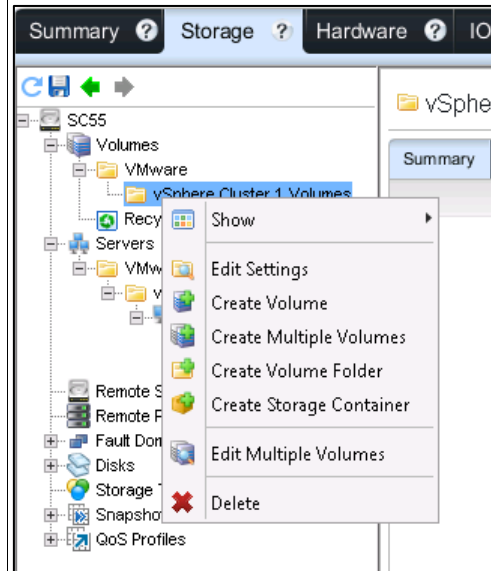 Summary ? Storage ? Hardware ? IO
SC55
Volumes
VMware
vSphere Cluster 1 Volumes
Recy
Servers
VMw
v
Remote S
Remote P
Fault Dom
Disks
Storage
Snapshot
QoS Profiles
Show
Edit Settings
Create Volume
Create Multiple Volumes
Create Volume Folder
Create Storage Container
Edit Multiple Volumes
Delete
vSphe
Summary